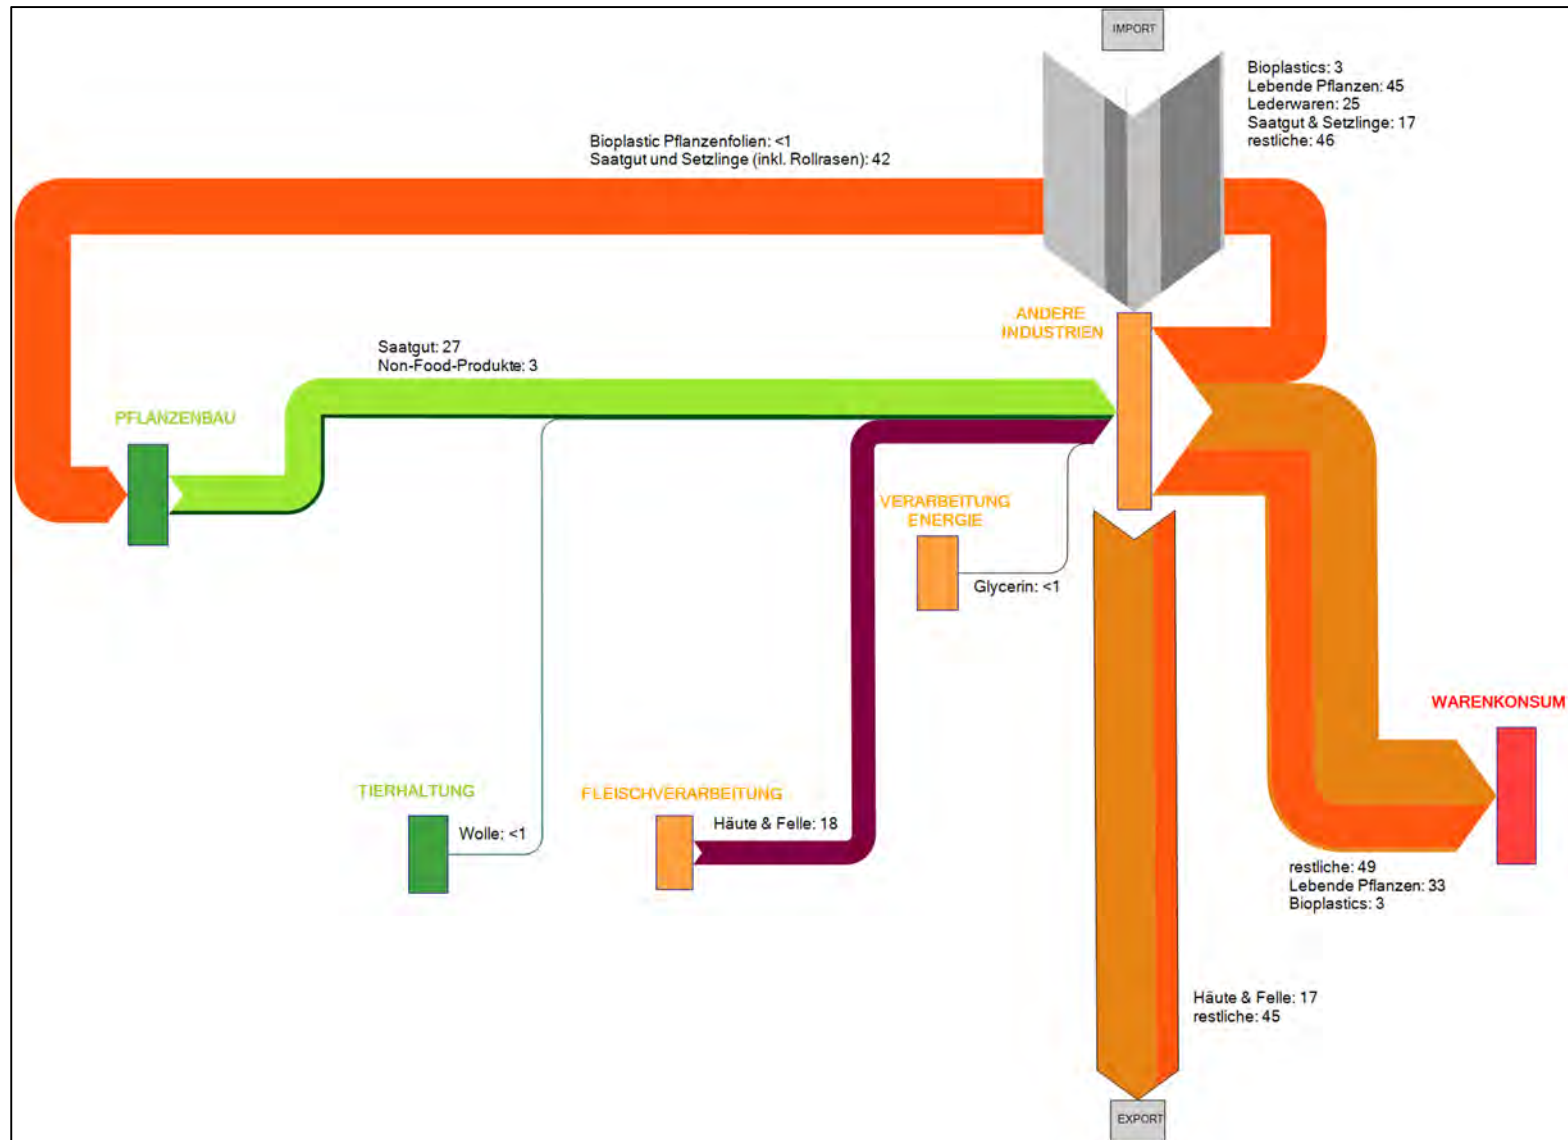 IMPORT
Bioplastics: 3
Lebende Pflanzen: 45
Lederwaren: 25
Saatgut & Setzlinge: 17
restliche: 46
Bioplastic Pflanzenfolien: <1
Saatgut und Setzlinge (inkl. Rollrasen): 42
ANDERE
INDUSTRIEN
Saatgut: 27
Non-Food-Produkte: 3
PFLANZENBAU
VERARBEITUNG
ENERGIE
Glycerin: <1
WARENKONSUM
TIERHALTUNG
Wolle: <1
FLEISCHVERARBEITUNG
Häute & Felle: 18
restliche: 49
Lebende Pflanzen: 33
Bioplastics: 3
Häute & Felle: 17
restliche: 45
EXPORT